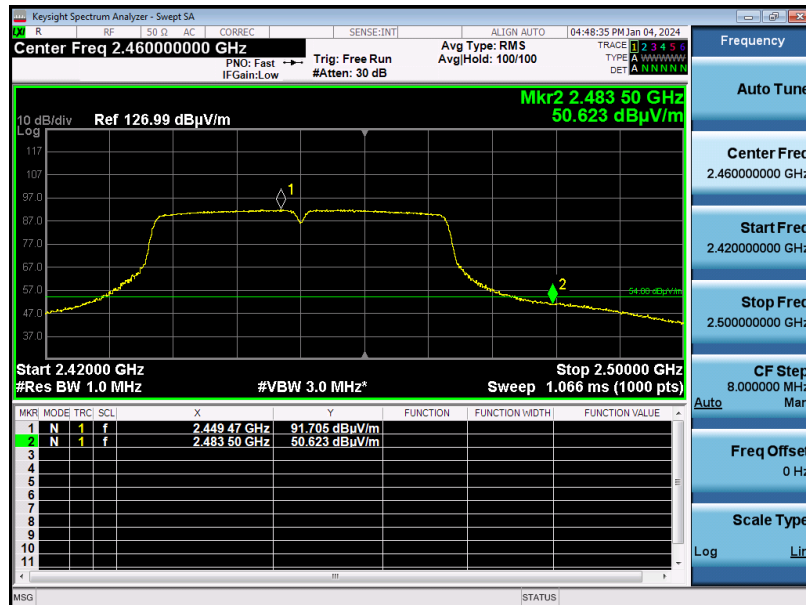 Keysight Spectrum Analyzer - Swept SA
LXI R RF 50 Ω AC CORREC SENSE:INT ALIGN AUTO 04:48:35 PM Jan 04, 2024
Center Freq 2.460000000 GHz
PNO: Fast
IFGain:Low
Trig: Free Run
#Atten: 30 dB
Avg Type: RMS
Avg|Hold: 100/100
TRACE 1 2 3 4 5 6
TYPE A W W W W W
DET A N N N N N
Mkr2 2.483 50 GHz
50.623 dBµV/m
10 dB/div Ref 126.99 dBµV/m
Log
117
107
97.0
87.0
77.0
67.0
57.0
47.0
37.0
1
2
54.00 dBµV/m
Start 2.42000 GHz Stop 2.50000 GHz
#Res BW 1.0 MHz #VBW 3.0 MHz* Sweep 1.066 ms (1000 pts)
MKR MODE TRC SCL X Y FUNCTION FUNCTION WIDTH FUNCTION VALUE
1 N 1 f 2.449 47 GHz 91.705 dBµV/m
2 N 1 f 2.483 50 GHz 50.623 dBµV/m
3
4
5
6
7
8
9
10
11
MSG STATUS
Frequency
Auto Tune
Center Freq
2.460000000 GHz
Start Freq
2.420000000 GHz
Stop Freq
2.500000000 GHz
CF Step
8.000000 MHz
Auto Man
Freq Offset
0 Hz
Scale Type
Log Lin